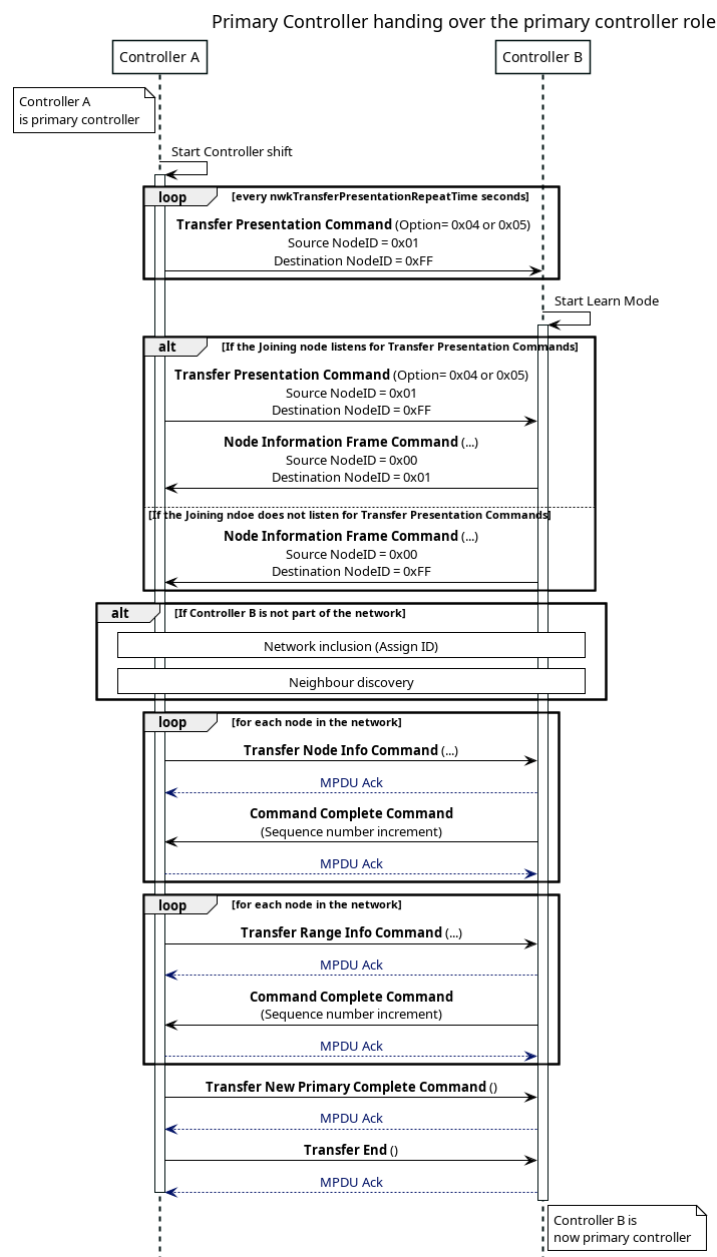 Primary Controller handing over the primary controller role
Controller A
Controller B
Controller A
is primary controller
Start Controller shift
loop
[every nwkTransferPresentationRepeatTime seconds]
Transfer Presentation Command (Option= 0x04 or 0x05)
Source NodeID = 0x01
Destination NodeID = 0xFF
Start Learn Mode
alt
[If the Joining node listens for Transfer Presentation Commands]
Transfer Presentation Command (Option= 0x04 or 0x05)
Source NodeID = 0x01
Destination NodeID = 0xFF
Node Information Frame Command (...)
Source NodeID = 0x00
Destination NodeID = 0x01
[If the Joining ndoe does not listen for Transfer Presentation Commands]
Node Information Frame Command (...)
Source NodeID = 0x00
Destination NodeID = 0xFF
alt
[If Controller B is not part of the network]
Network inclusion (Assign ID)
Neighbour discovery
loop
[for each node in the network]
Transfer Node Info Command (...)
MPDU Ack
Command Complete Command
(Sequence number increment)
MPDU Ack
loop
[for each node in the network]
Transfer Range Info Command (...)
MPDU Ack
Command Complete Command
(Sequence number increment)
MPDU Ack
Transfer New Primary Complete Command ()
MPDU Ack
Transfer End ()
MPDU Ack
Controller B is
now primary controller